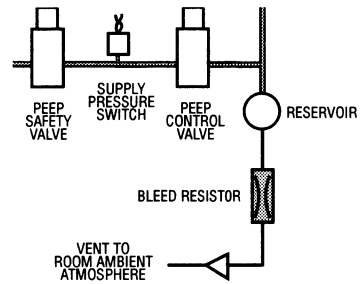 PEEP
SAFETY
VALVE
SUPPLY
PRESSURE
SWITCH
PEEP
CONTROL
VALVE
RESERVOIR
BLEED RESISTOR
VENT TO
ROOM AMBIENT
ATMOSPHERE